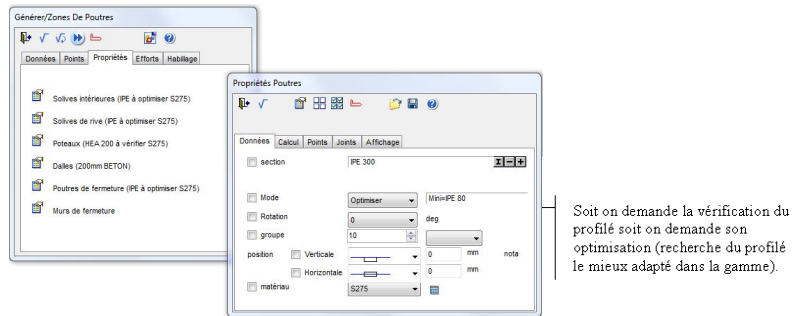 Générer/Zones De Poutres
Données Points Propriétés Efforts Habillage
Solives intérieures (IPE à optimiser S275)
Solives de rive (IPE à optimiser S275)
Poteaux (HEA 200 à vérifier S275)
Dalles (200mm BETON)
Poutres de fermeture (IPE à optimiser S275)
Murs de fermeture
Propriétés Poutres
Données Calcul Points Joints Affichage
section IPE 300
Mode Optimiser Mini=IPE 80
Rotation 0 deg
groupe 10
position Verticale 0 mm nota
Horizontale 0 mm
matériau S275
Soit on demande la vérification du
profilé soit on demande son
optimisation (recherche du profilé
le mieux adapté dans la gamme).